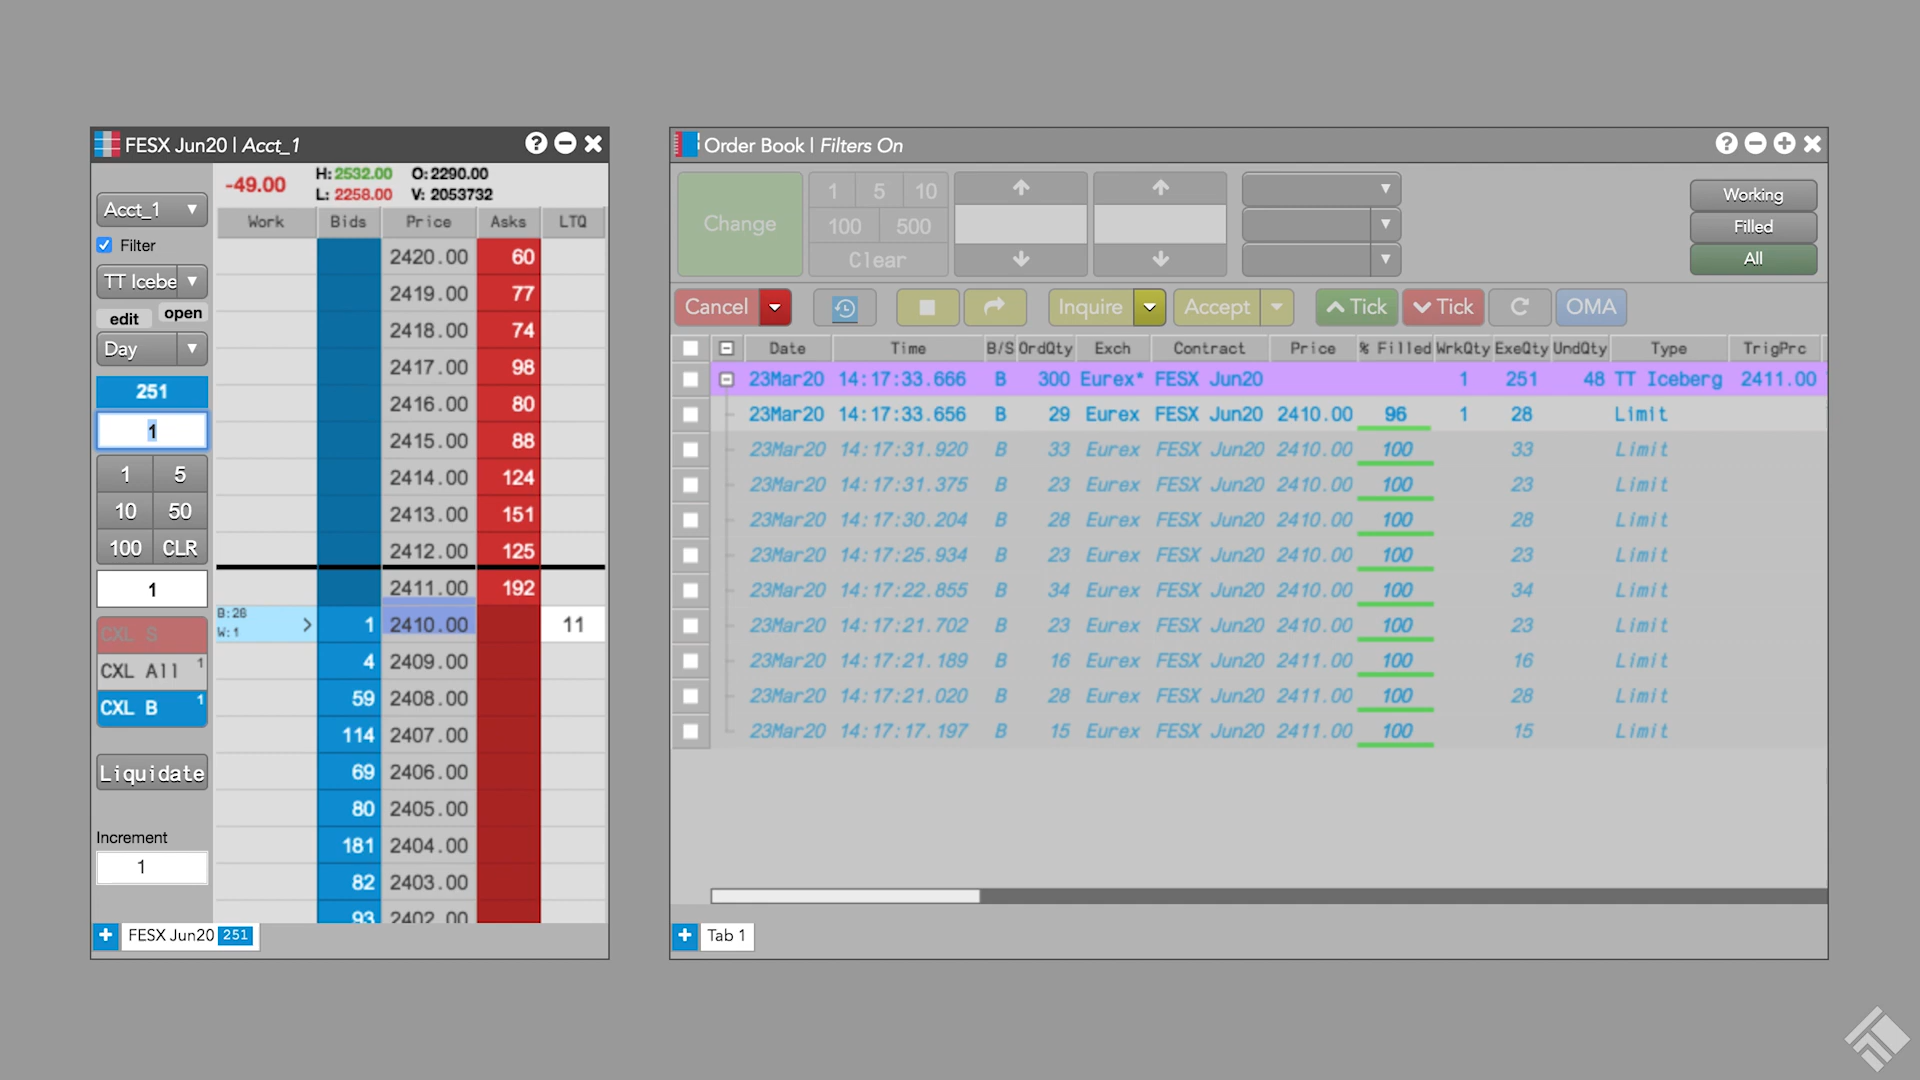 FESX Jun20 | Acct_1
-49.00 H: 2532.00 O: 2290.00
L: 2258.00 V: 2053732
Acct_1
Filter
TT Icebe
edit open
Day
251
1
1 5
10 50
100 CLR
1
CXL S
CXL All 1
CXL B 1
Liquidate
Increment
1
Work Bids Price Asks LTQ
2420.00 60
2419.00 77
2418.00 74
2417.00 98
2416.00 80
2415.00 88
2414.00 124
2413.00 151
2412.00 125
2411.00 192
B:28
W:1 1 2410.00 11
4 2409.00
59 2408.00
114 2407.00
69 2406.00
80 2405.00
181 2404.00
82 2403.00
93 2402.00
FESX Jun20 251
Order Book | Filters On
Change
1 5 10
100 500
Clear
Working
Filled
All
Cancel Inquire Accept Tick Tick OMA
Date Time B/S OrdQty Exch Contract Price % Filled WrkQty ExeQty UndQty Type TrigPrc
23Mar20 14:17:33.666 B 300 Eurex* FESX Jun20 1 251 48 TT Iceberg 2411.00
23Mar20 14:17:33.656 B 29 Eurex FESX Jun20 2410.00 96 1 28 Limit
23Mar20 14:17:31.920 B 33 Eurex FESX Jun20 2410.00 100 33 Limit
23Mar20 14:17:31.375 B 23 Eurex FESX Jun20 2410.00 100 23 Limit
23Mar20 14:17:30.204 B 28 Eurex FESX Jun20 2410.00 100 28 Limit
23Mar20 14:17:25.934 B 23 Eurex FESX Jun20 2410.00 100 23 Limit
23Mar20 14:17:22.855 B 34 Eurex FESX Jun20 2410.00 100 34 Limit
23Mar20 14:17:21.702 B 23 Eurex FESX Jun20 2410.00 100 23 Limit
23Mar20 14:17:21.189 B 16 Eurex FESX Jun20 2411.00 100 16 Limit
23Mar20 14:17:21.020 B 28 Eurex FESX Jun20 2411.00 100 28 Limit
23Mar20 14:17:17.197 B 15 Eurex FESX Jun20 2411.00 100 15 Limit
Tab 1